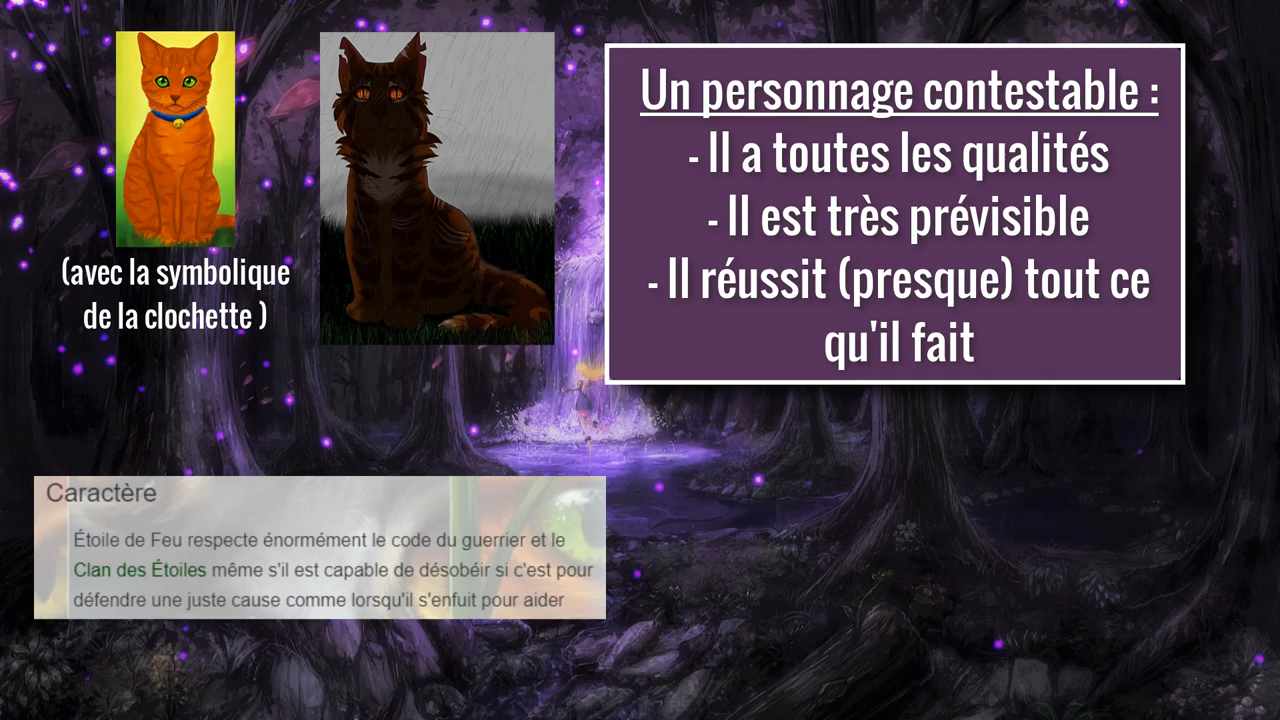 (avec la symbolique
de la clochette )
Un personnage contestable :
- Il a toutes les qualités
- Il est très prévisible
- Il réussit (presque) tout ce
qu'il fait
Caractère
Étoile de Feu respecte énormément le code du guerrier et le
Clan des Étoiles même s'il est capable de désobéir si c'est pour
défendre une juste cause comme lorsqu'il s'enfuit pour aider